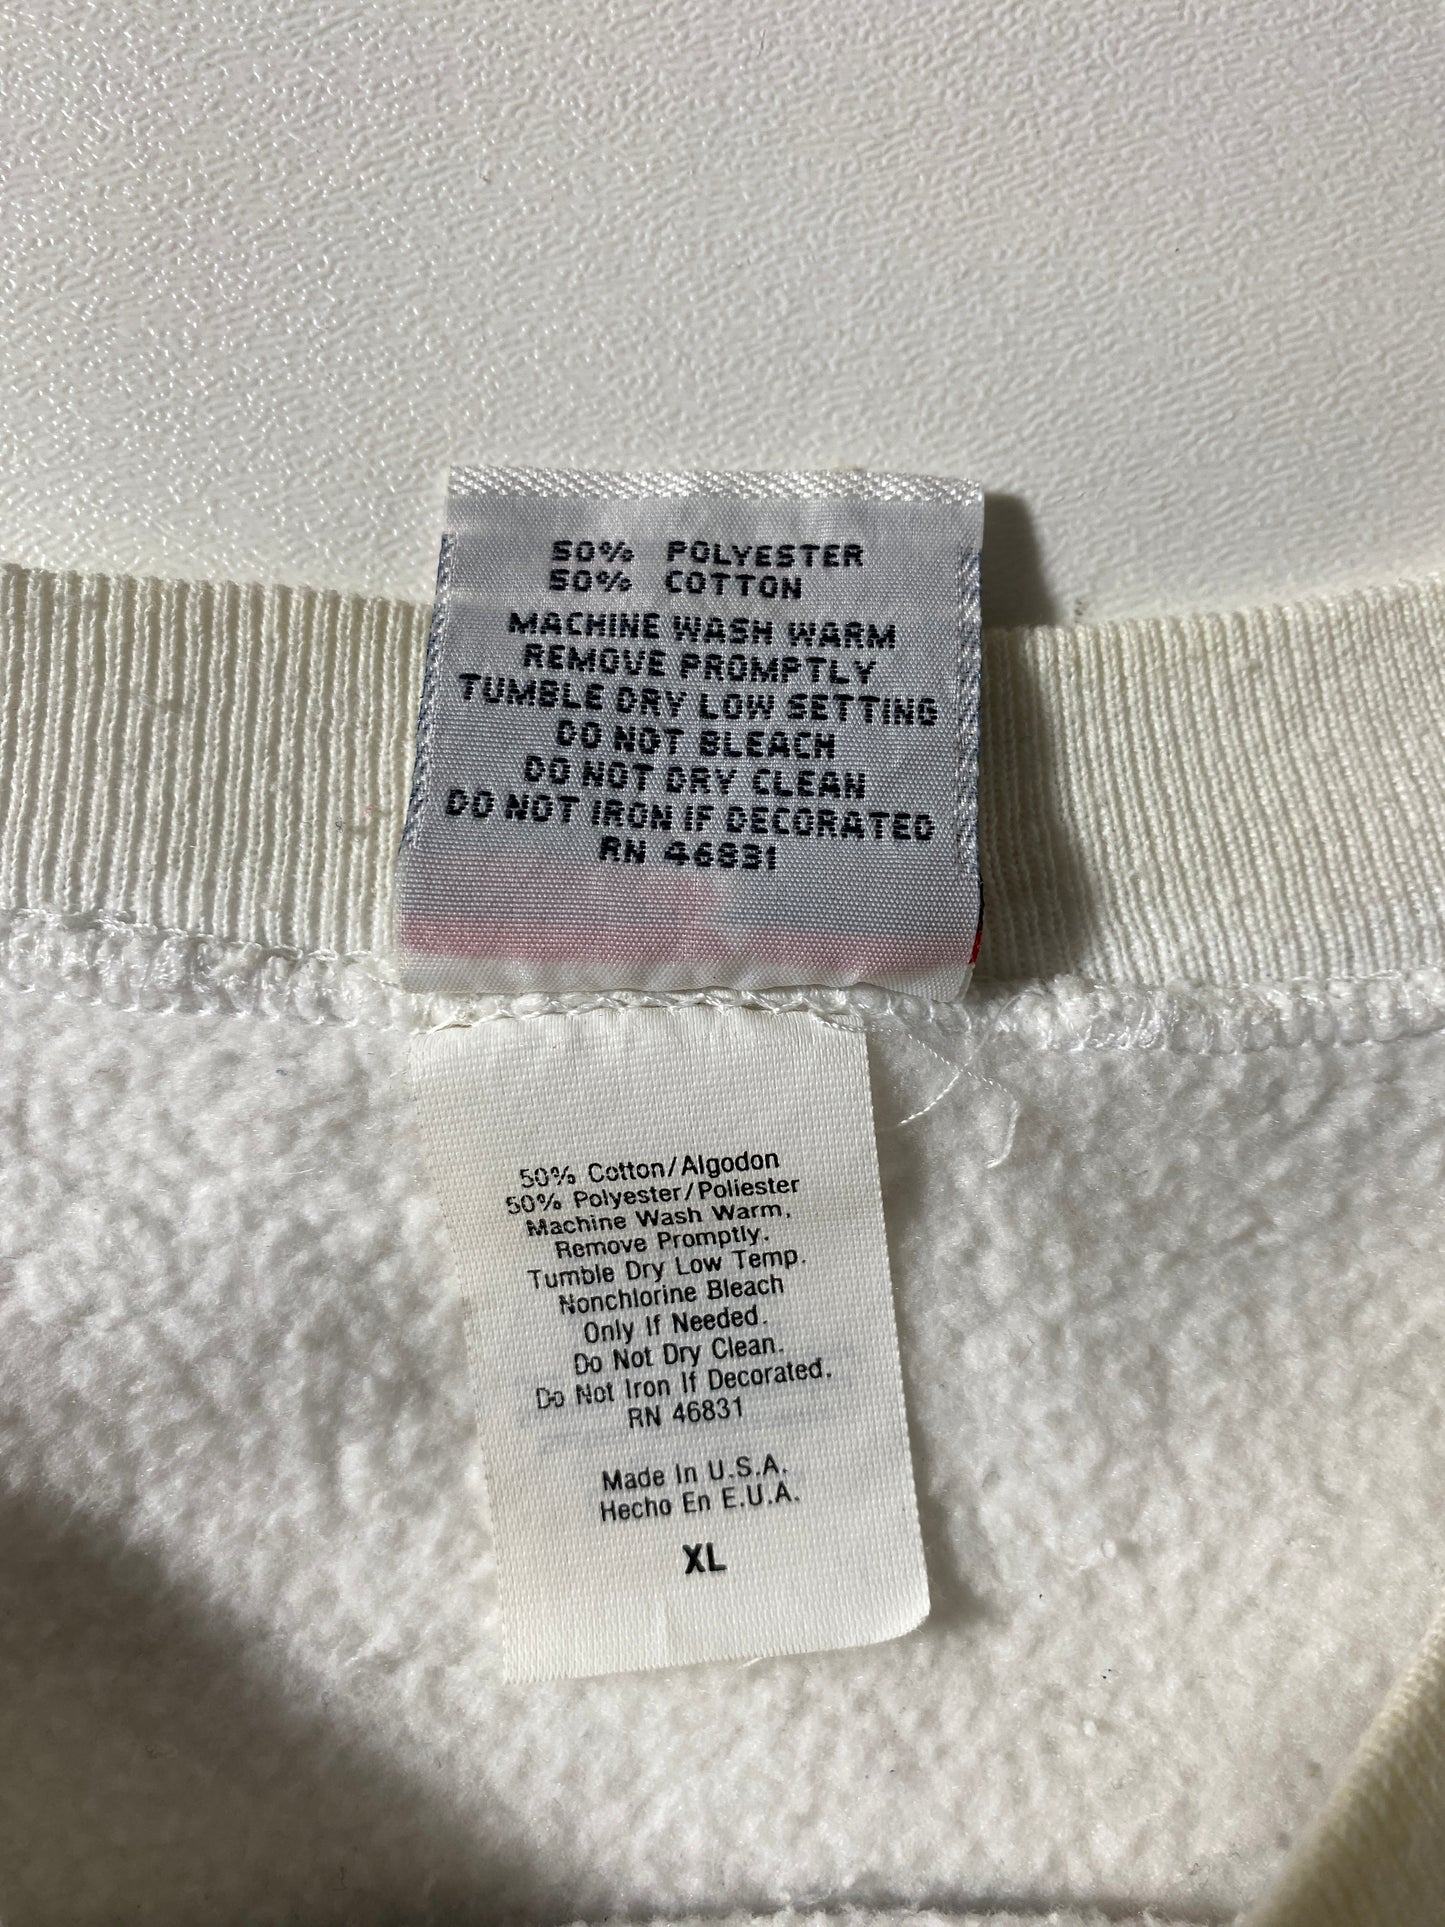 50% POLYESTER
50% COTTON
MACHINE WASH WARM
REMOVE PROMPTLY
TUMBLE DRY LOW SETTING
DO NOT BLEACH
DO NOT DRY CLEAN
DO NOT IRON IF DECORATED
RN 46831
50% Cotton/Algodon
50% Polyester/Poliester
Machine Wash Warm.
Remove Promptly.
Tumble Dry Low Temp.
Nonchlorine Bleach
Only If Needed.
Do Not Dry Clean.
Do Not Iron If Decorated.
RN 46831
Made In U.S.A.
Hecho En E.U.A.
XL